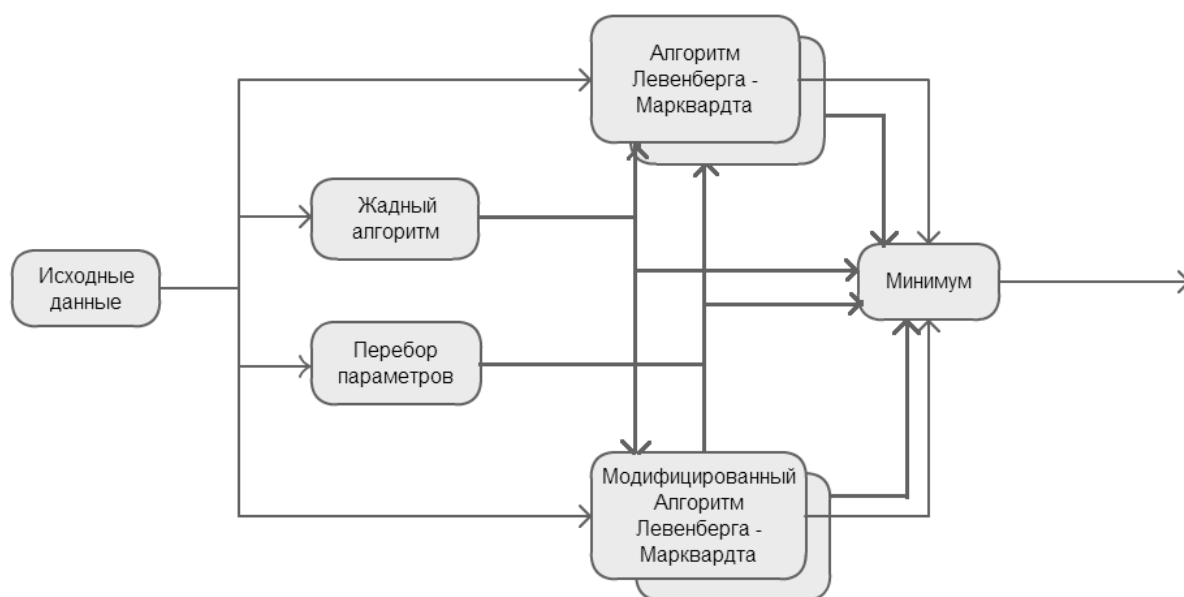 Алгоритм
Левенберга -
Марквардта
Жадный
алгоритм
Исходные
данные
Минимум
Перебор
параметров
Модифицированный
Алгоритм
Левенберга -
Марквардта